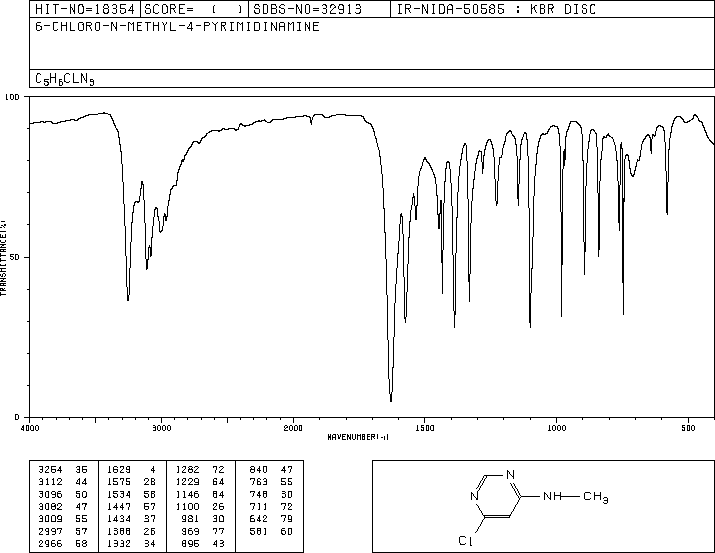 HIT-NO=18354 SCORE= ( ) SDBS-NO=32913 IR-NIDA-50585 : KBR DISC
6-CHLORO-N-METHYL-4-PYRIMIDINAMINE
C5H6CLN3
100
50
0
TRANSMITTANCE(%)
4000 3000 2000 1500 1000 500
WAVENUMBER(-1)
3254 35 1629 4 1282 72 840 47
3112 44 1575 28 1229 64 763 55
3096 50 1534 58 1146 64 748 30
3082 47 1447 57 1100 26 711 72
3009 55 1434 37 981 30 642 79
2997 57 1388 26 969 77 581 60
2966 58 1332 34 895 43
N
N NH CH3
Cl